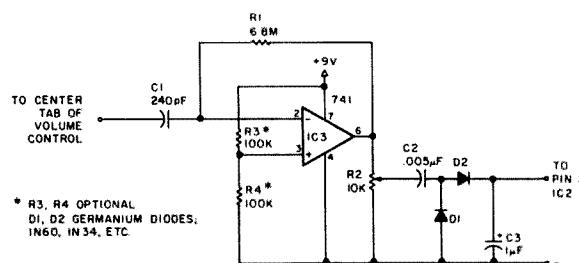 R1
6.8M
+9V
C1
240pF
741
TO CENTER
TAB OF
VOLUME
CONTROL
2
-
7
IC3
6
R3*
100K
3
+
4
C2
.005µF
D2
TO
PIN
IC2
R4*
100K
R2
10K
* R3, R4 OPTIONAL
D1, D2 GERMANIUM DIODES;
IN60, IN34, ETC.
D1
+
C3
1µF